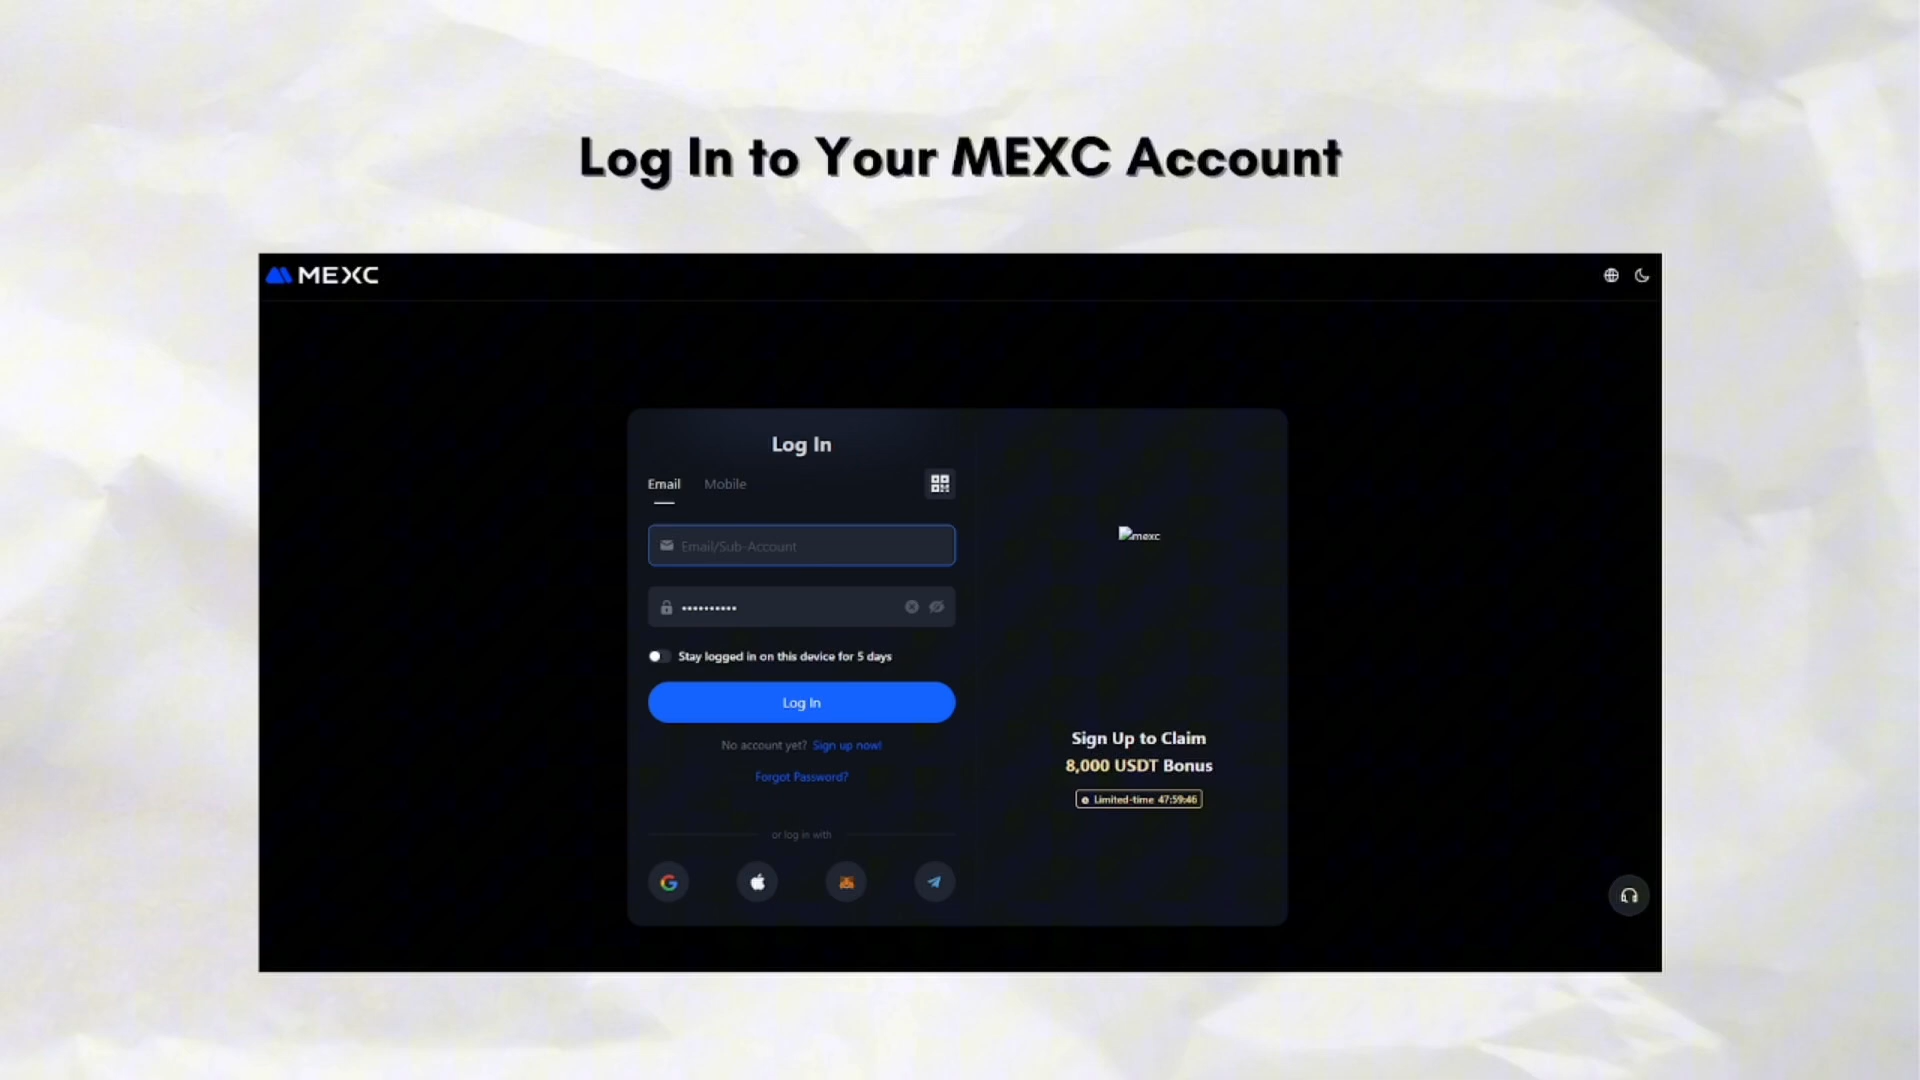 Log In to Your MEXC Account
MEXC
Log In
Email Mobile
Email/Sub-Account
••••••••••
Stay logged in on this device for 5 days
Log In
No account yet? Sign up now!
Forgot Password?
or log in with
mexc
Sign Up to Claim
8,000 USDT Bonus
Limited-time 47:59:46